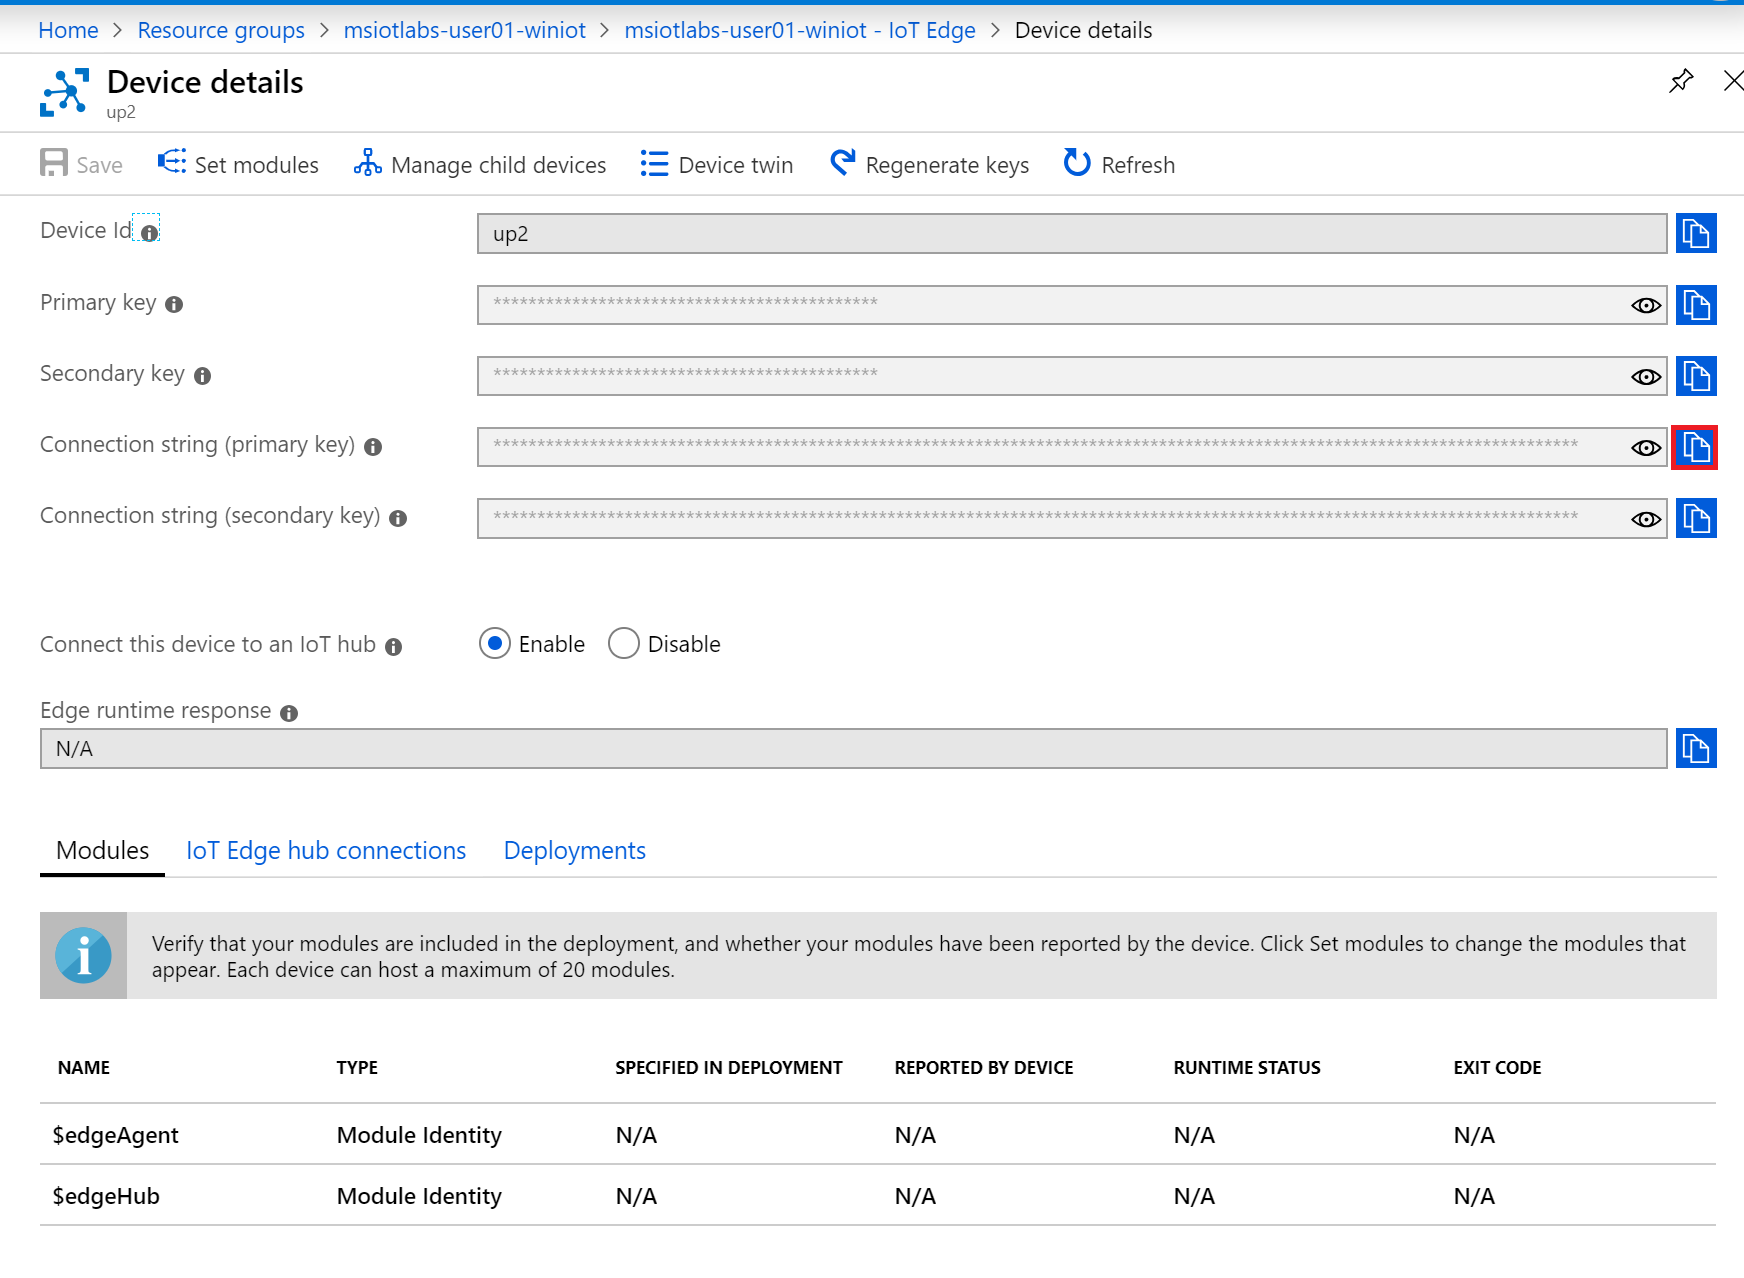 Home > Resource groups > msiotlabs-user01-winiot > msiotlabs-user01-winiot - IoT Edge > Device details
Device details
up2
Save Set modules Manage child devices Device twin Regenerate keys Refresh
Device Id up2
Primary key ********************************************
Secondary key ********************************************
Connection string (primary key) ****************************************************************************************************************************
Connection string (secondary key) ****************************************************************************************************************************
Connect this device to an IoT hub Enable Disable
Edge runtime response
N/A
Modules IoT Edge hub connections Deployments
Verify that your modules are included in the deployment, and whether your modules have been reported by the device. Click Set modules to change the modules that
appear. Each device can host a maximum of 20 modules.
NAME TYPE SPECIFIED IN DEPLOYMENT REPORTED BY DEVICE RUNTIME STATUS EXIT CODE
$edgeAgent Module Identity N/A N/A N/A N/A
$edgeHub Module Identity N/A N/A N/A N/A